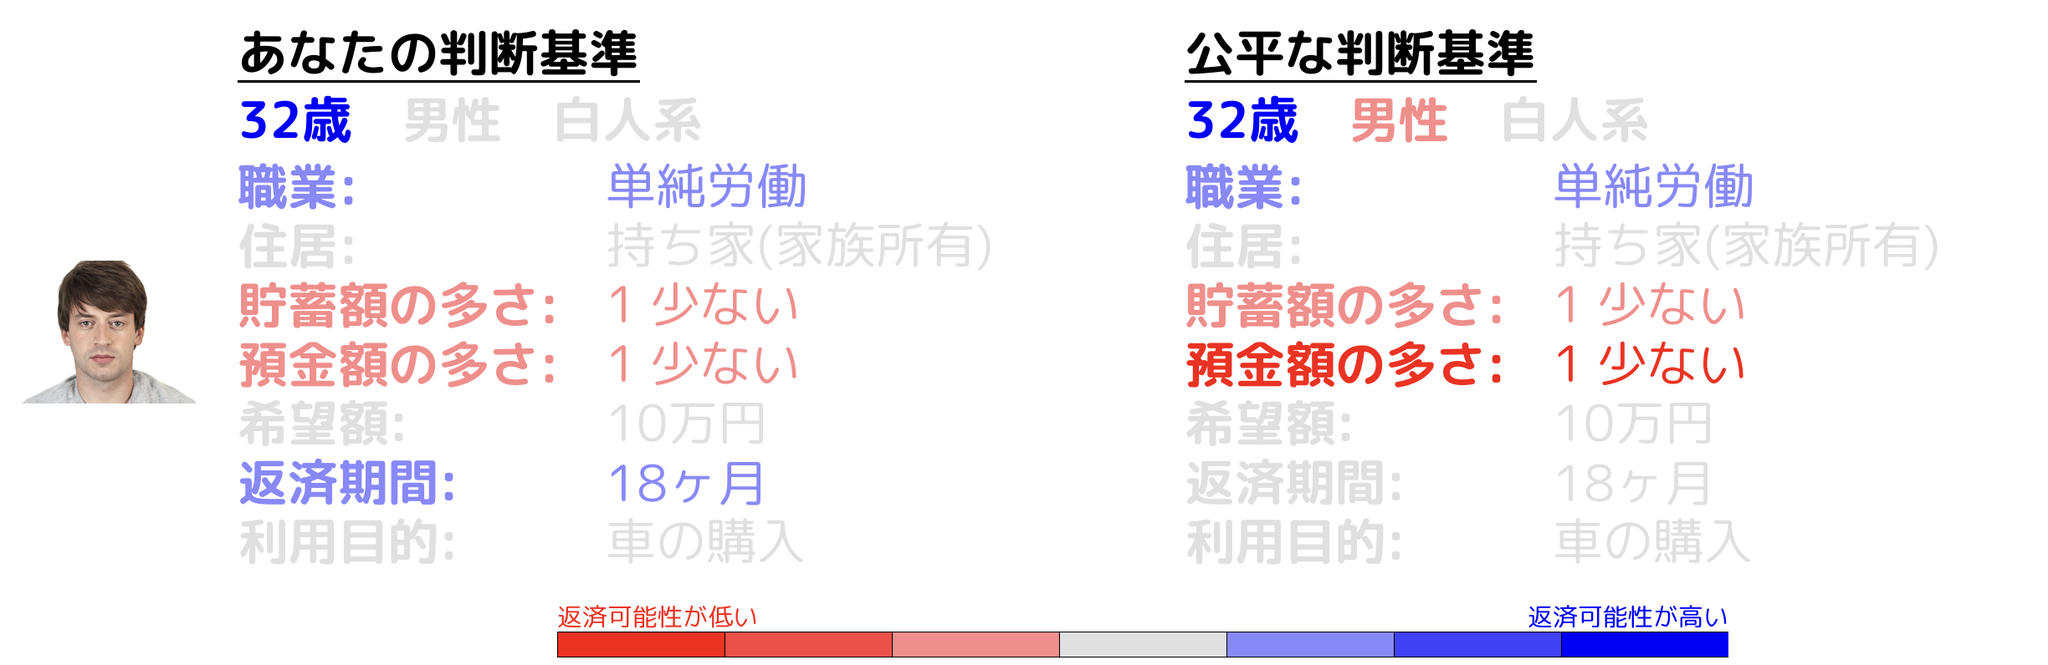 あなたの判断基準
32歳 男性 白人系
職業: 単純労働
住居: 持ち家(家族所有)
貯蓄額の多さ: 1 少ない
預金額の多さ: 1 少ない
希望額: 10万円
返済期間: 18ヶ月
利用目的: 車の購入
公平な判断基準
32歳 男性 白人系
職業: 単純労働
住居: 持ち家(家族所有)
貯蓄額の多さ: 1 少ない
預金額の多さ: 1 少ない
希望額: 10万円
返済期間: 18ヶ月
利用目的: 車の購入
返済可能性が低い
返済可能性が高い